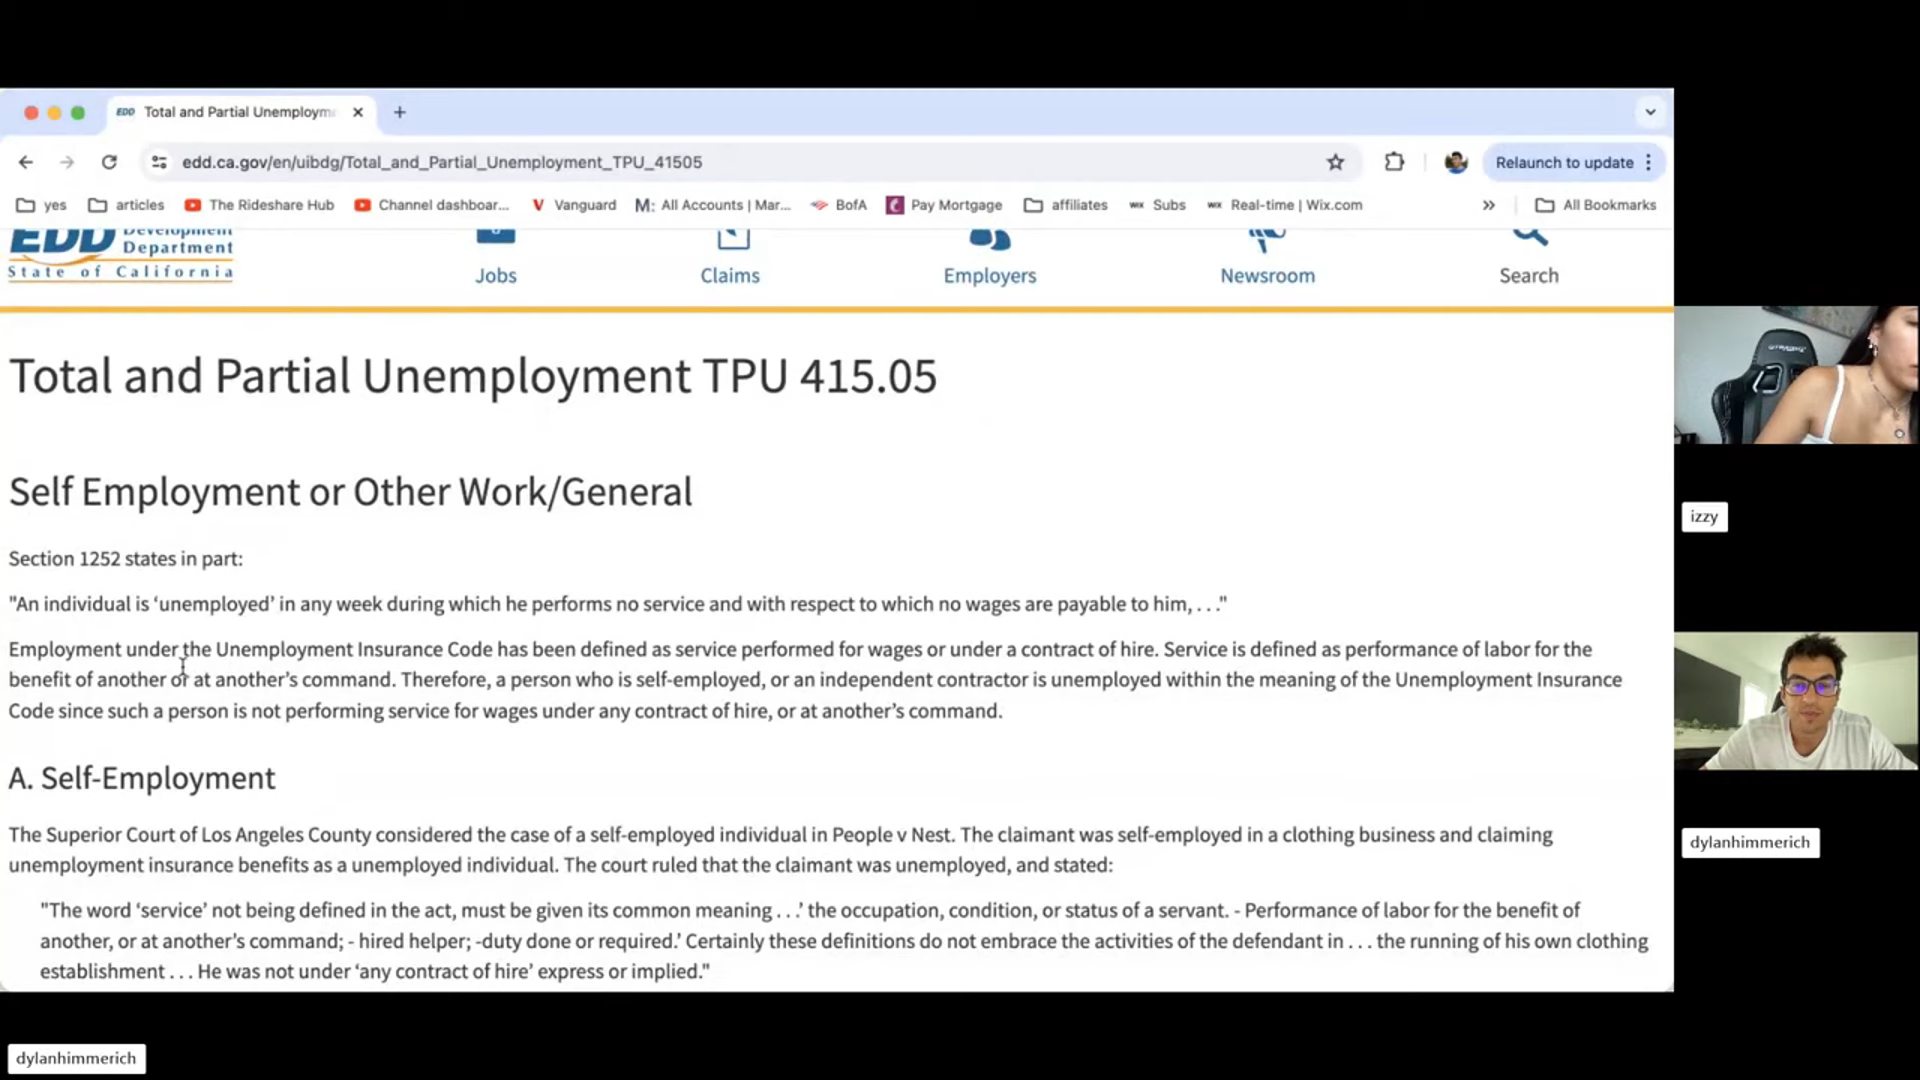 EDD Total and Partial Unemploym
edd.ca.gov/en/uibdg/Total_and_Partial_Unemployment_TPU_41505
Relaunch to update
yes articles The Rideshare Hub Channel dashboar... Vanguard M: All Accounts | Mar... BofA Pay Mortgage affiliates WIX Subs WIX Real-time | Wix.com » All Bookmarks
EDD Development
Department
State of California
Jobs Claims Employers Newsroom Search
Total and Partial Unemployment TPU 415.05
Self Employment or Other Work/General
Section 1252 states in part:
"An individual is ‘unemployed’ in any week during which he performs no service and with respect to which no wages are payable to him, . . ."
Employment under the Unemployment Insurance Code has been defined as service performed for wages or under a contract of hire. Service is defined as performance of labor for the
benefit of another or at another’s command. Therefore, a person who is self-employed, or an independent contractor is unemployed within the meaning of the Unemployment Insurance
Code since such a person is not performing service for wages under any contract of hire, or at another’s command.
A. Self-Employment
The Superior Court of Los Angeles County considered the case of a self-employed individual in People v Nest. The claimant was self-employed in a clothing business and claiming
unemployment insurance benefits as a unemployed individual. The court ruled that the claimant was unemployed, and stated:
"The word ‘service’ not being defined in the act, must be given its common meaning . . .’ the occupation, condition, or status of a servant. - Performance of labor for the benefit of
another, or at another’s command; - hired helper; -duty done or required.’ Certainly these definitions do not embrace the activities of the defendant in . . . the running of his own clothing
establishment . . . He was not under ‘any contract of hire’ express or implied."
izzy
dylanhimmerich
dylanhimmerich